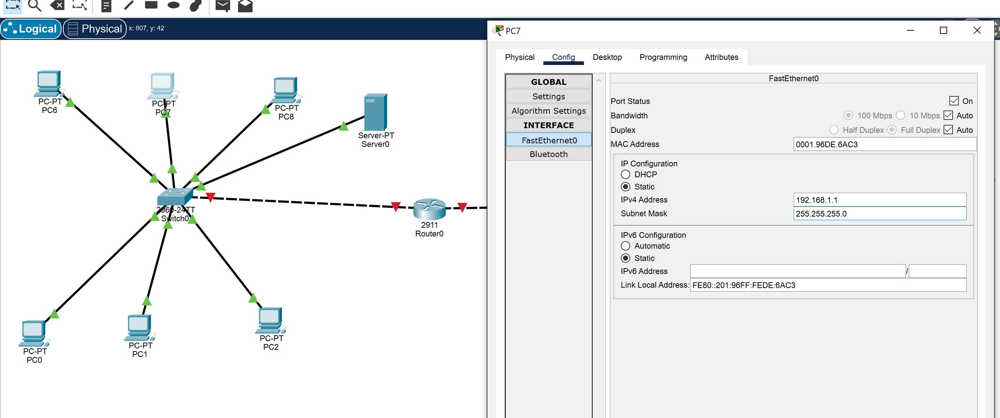 Logical
Physical
x: 807, y: 42
PC7
Physical
Config
Desktop
Programming
Attributes
GLOBAL
Settings
Algorithm Settings
INTERFACE
FastEthernet0
Bluetooth
FastEthernet0
Port Status
On
Bandwidth
100 Mbps
10 Mbps
Auto
Duplex
Half Duplex
Full Duplex
Auto
MAC Address
0001.96DE.6AC3
IP Configuration
DHCP
Static
IPv4 Address
192.168.1.1
Subnet Mask
255.255.255.0
IPv6 Configuration
Automatic
Static
IPv6 Address
/
Link Local Address:
FE80::201:96FF:FEDE:6AC3
PC-PT
PC6
PC-PT
PC7
PC-PT
PC8
Server-PT
Server0
2960-24TT
Switch0
2911
Router0
PC-PT
PC0
PC-PT
PC1
PC-PT
PC2